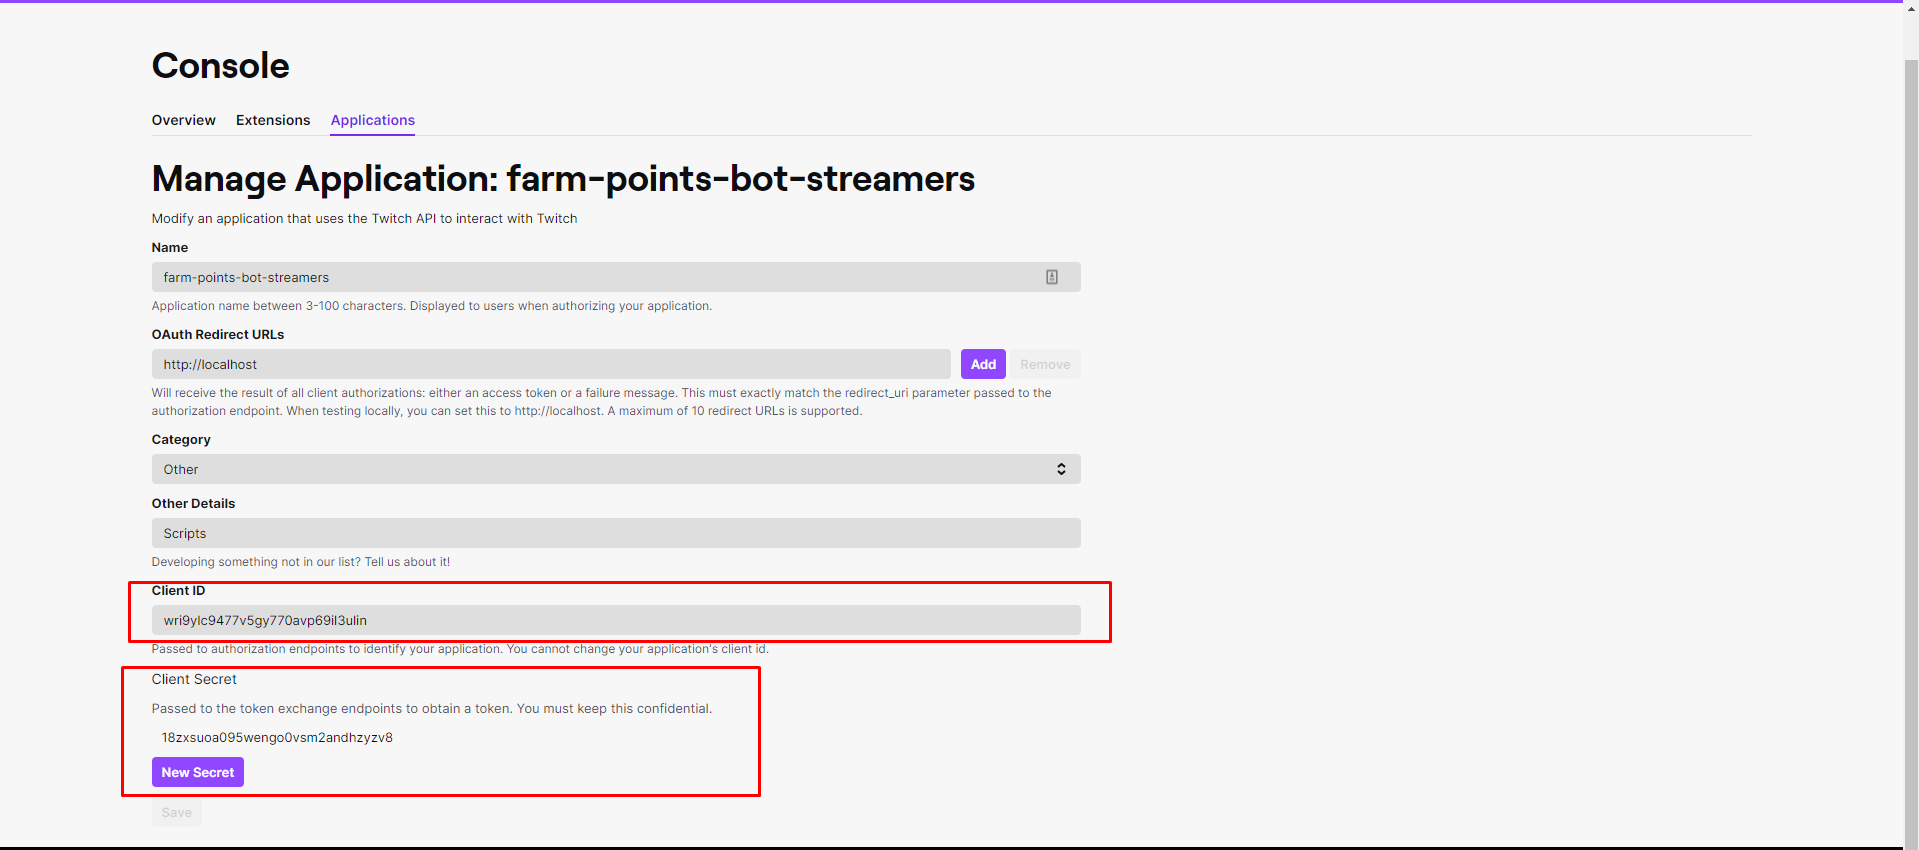 Console
Overview Extensions Applications
Manage Application: farm-points-bot-streamers
Modify an application that uses the Twitch API to interact with Twitch
Name
farm-points-bot-streamers
Application name between 3-100 characters. Displayed to users when authorizing your application.
OAuth Redirect URLs
http://localhost
Add Remove
Will receive the result of all client authorizations: either an access token or a failure message. This must exactly match the redirect_uri parameter passed to the
authorization endpoint. When testing locally, you can set this to http://localhost. A maximum of 10 redirect URLs is supported.
Category
Other
Other Details
Scripts
Developing something not in our list? Tell us about it!
Client ID
wri9ylc9477v5gy770avp69il3ulin
Passed to authorization endpoints to identify your application. You cannot change your application's client id.
Client Secret
Passed to the token exchange endpoints to obtain a token. You must keep this confidential.
18zxsuoa095wengo0vsm2andhzyzv8
New Secret
Save